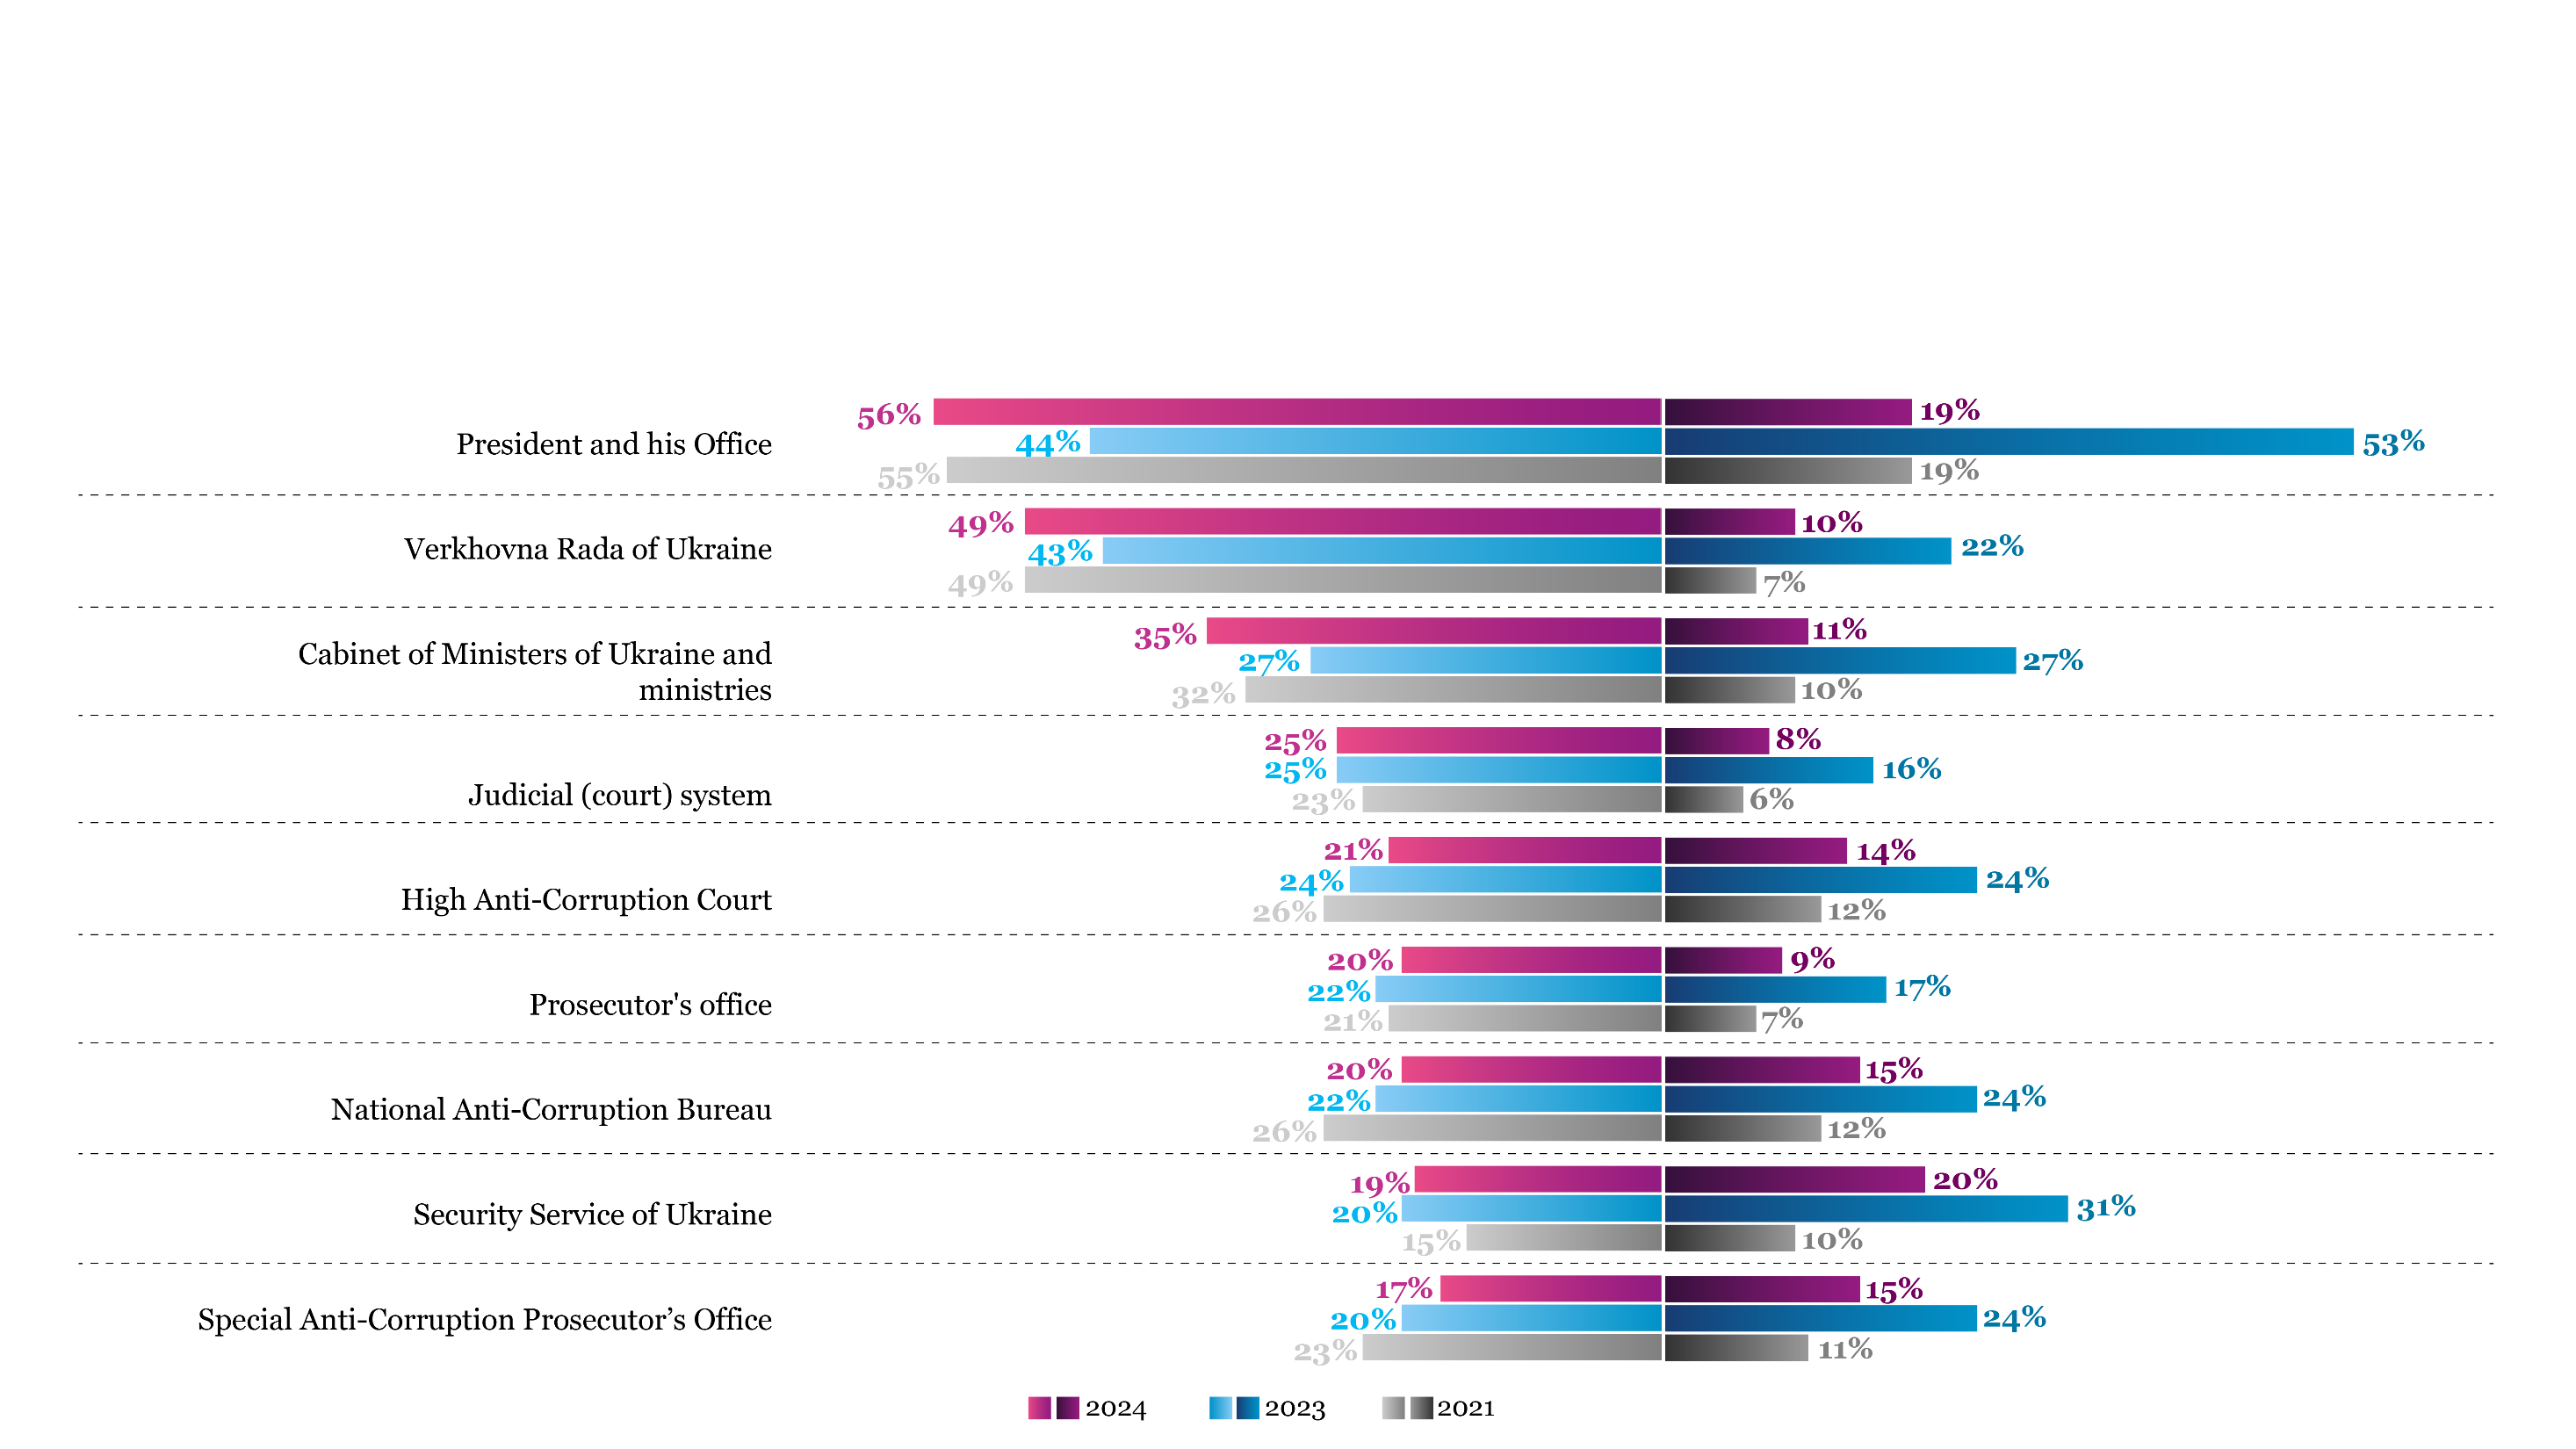 56% 19%
President and his Office 44% 53%
55% 19%
49% 10%
Verkhovna Rada of Ukraine 43% 22%
49% 7%
35% 11%
Cabinet of Ministers of Ukraine and 27% 27%
ministries 32% 10%
25% 8%
25% 16%
Judicial (court) system 23% 6%
21% 14%
High Anti-Corruption Court 24% 24%
26% 12%
20% 9%
Prosecutor's office 22% 17%
21% 7%
20% 15%
National Anti-Corruption Bureau 22% 24%
26% 12%
19% 20%
Security Service of Ukraine 20% 31%
15% 10%
17% 15%
Special Anti-Corruption Prosecutor’s Office 20% 24%
23% 11%
2024 2023 2021